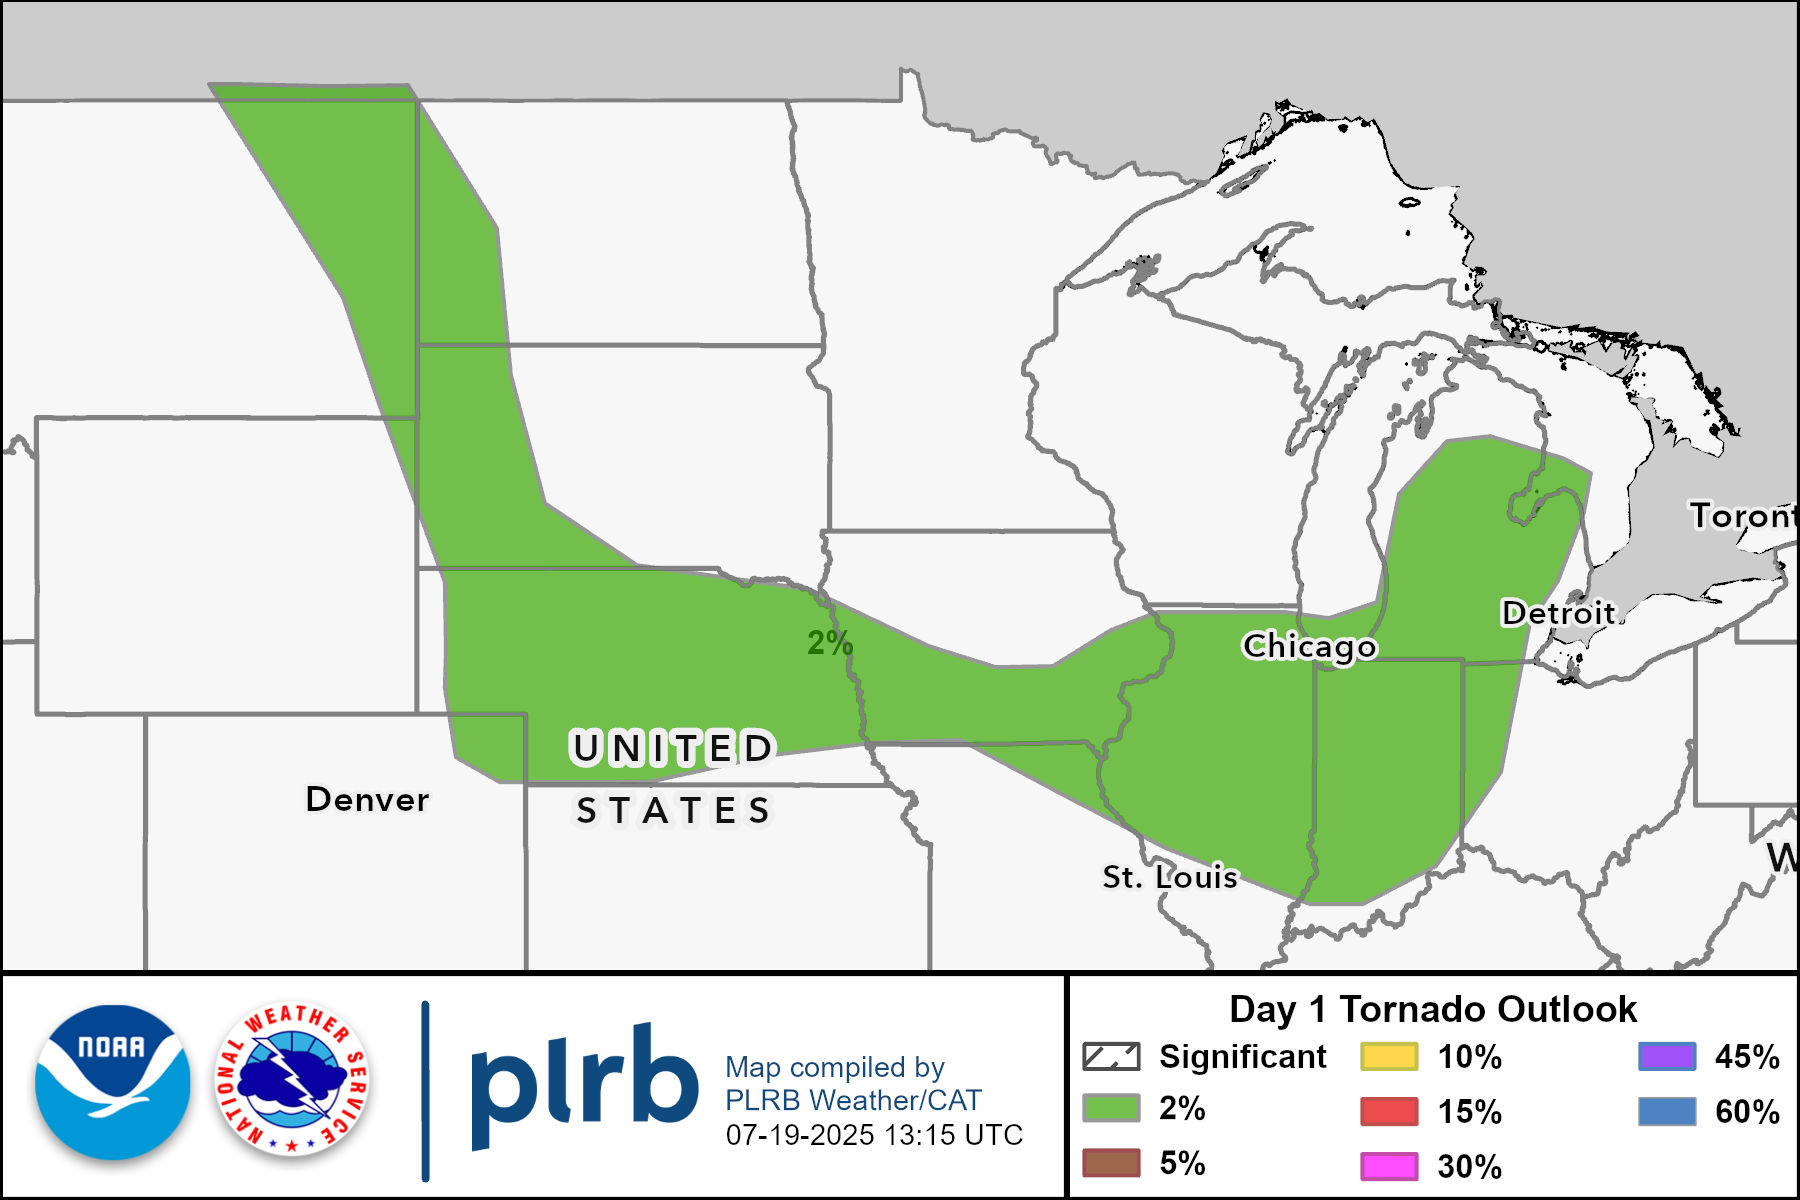 Toront
Detroit
Chicago
2%
UNITED
STATES
Denver
St. Louis
W
NOAA
NATIONAL WEATHER SERVICE
plrb
Map compiled by
PLRB Weather/CAT
07-19-2025 13:15 UTC
Day 1 Tornado Outlook
Significant
2%
5%
10%
15%
30%
45%
60%